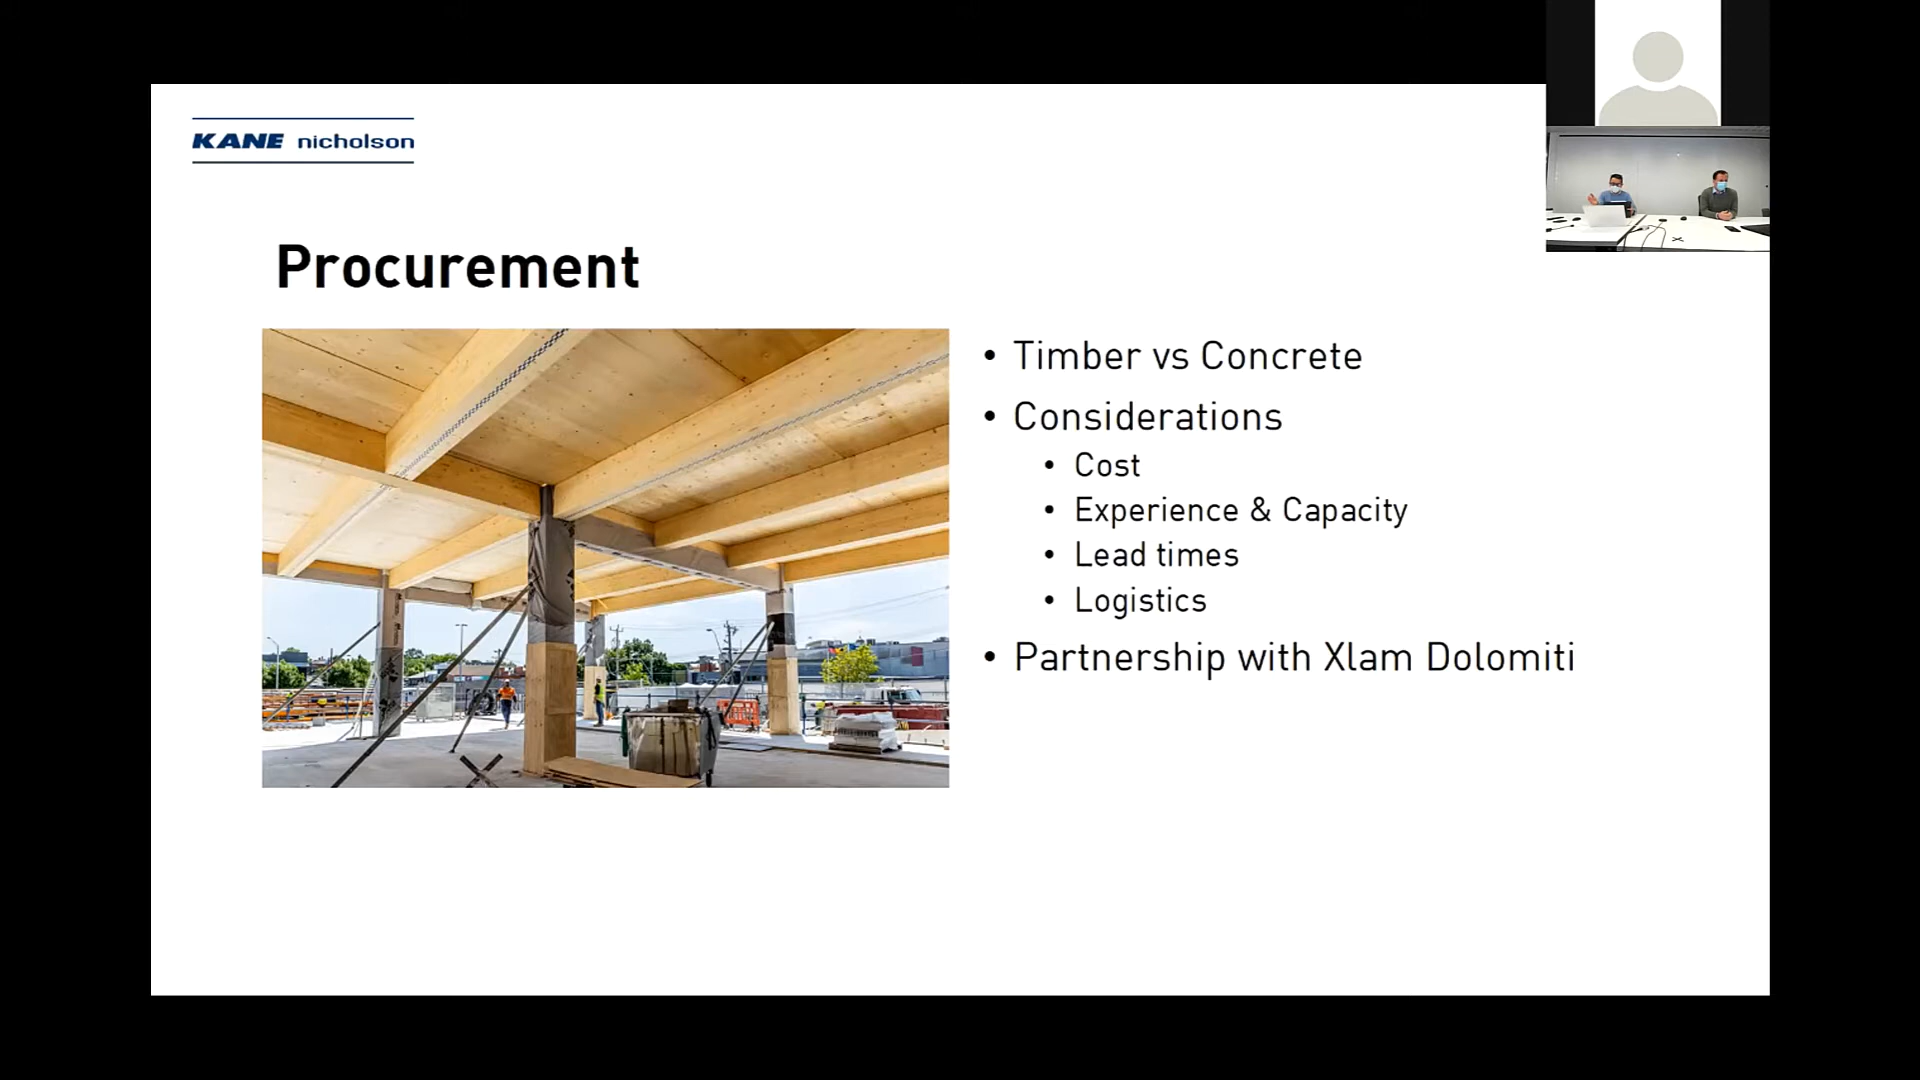 KANE nicholson
Procurement
• Timber vs Concrete
• Considerations
• Cost
• Experience & Capacity
• Lead times
• Logistics
• Partnership with Xlam Dolomiti